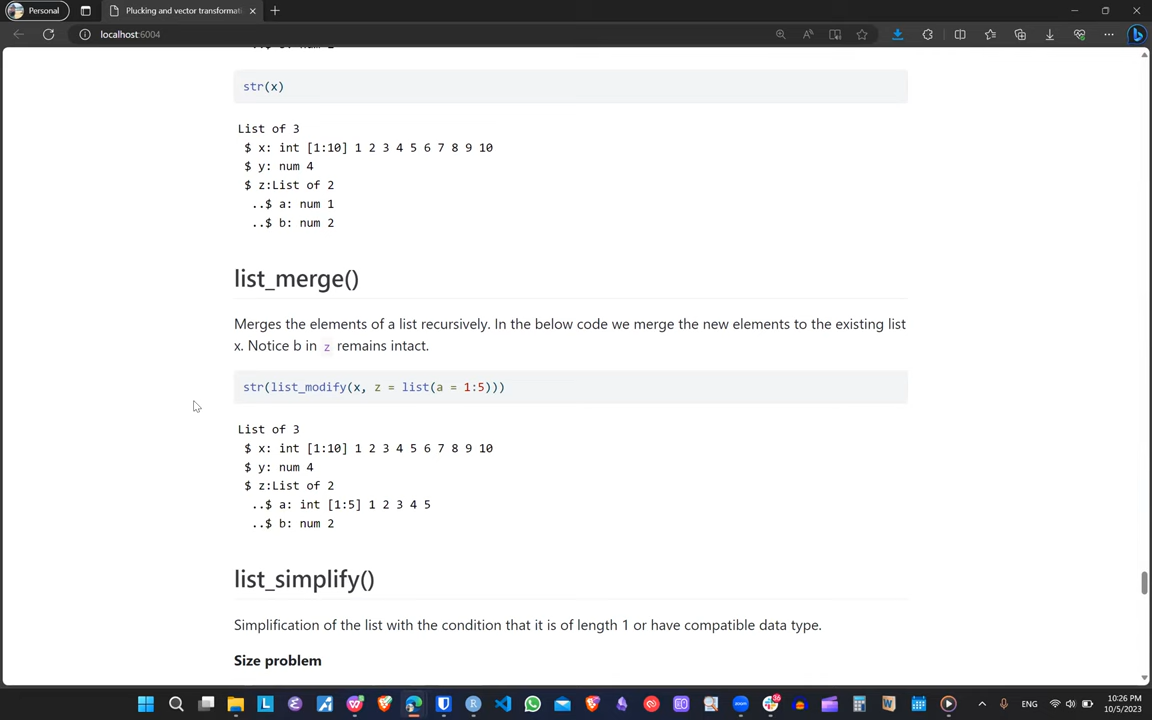 Personal
Plucking and vector transformati
localhost:6004
str(x)
List of 3
$ x: int [1:10] 1 2 3 4 5 6 7 8 9 10
$ y: num 4
$ z:List of 2
..$ a: num 1
..$ b: num 2
list_merge()
Merges the elements of a list recursively. In the below code we merge the new elements to the existing list
x. Notice b in z remains intact.
str(list_modify(x, z = list(a = 1:5)))
List of 3
$ x: int [1:10] 1 2 3 4 5 6 7 8 9 10
$ y: num 4
$ z:List of 2
..$ a: int [1:5] 1 2 3 4 5
..$ b: num 2
list_simplify()
Simplification of the list with the condition that it is of length 1 or have compatible data type.
Size problem
ENG
10:26 PM
10/5/2023